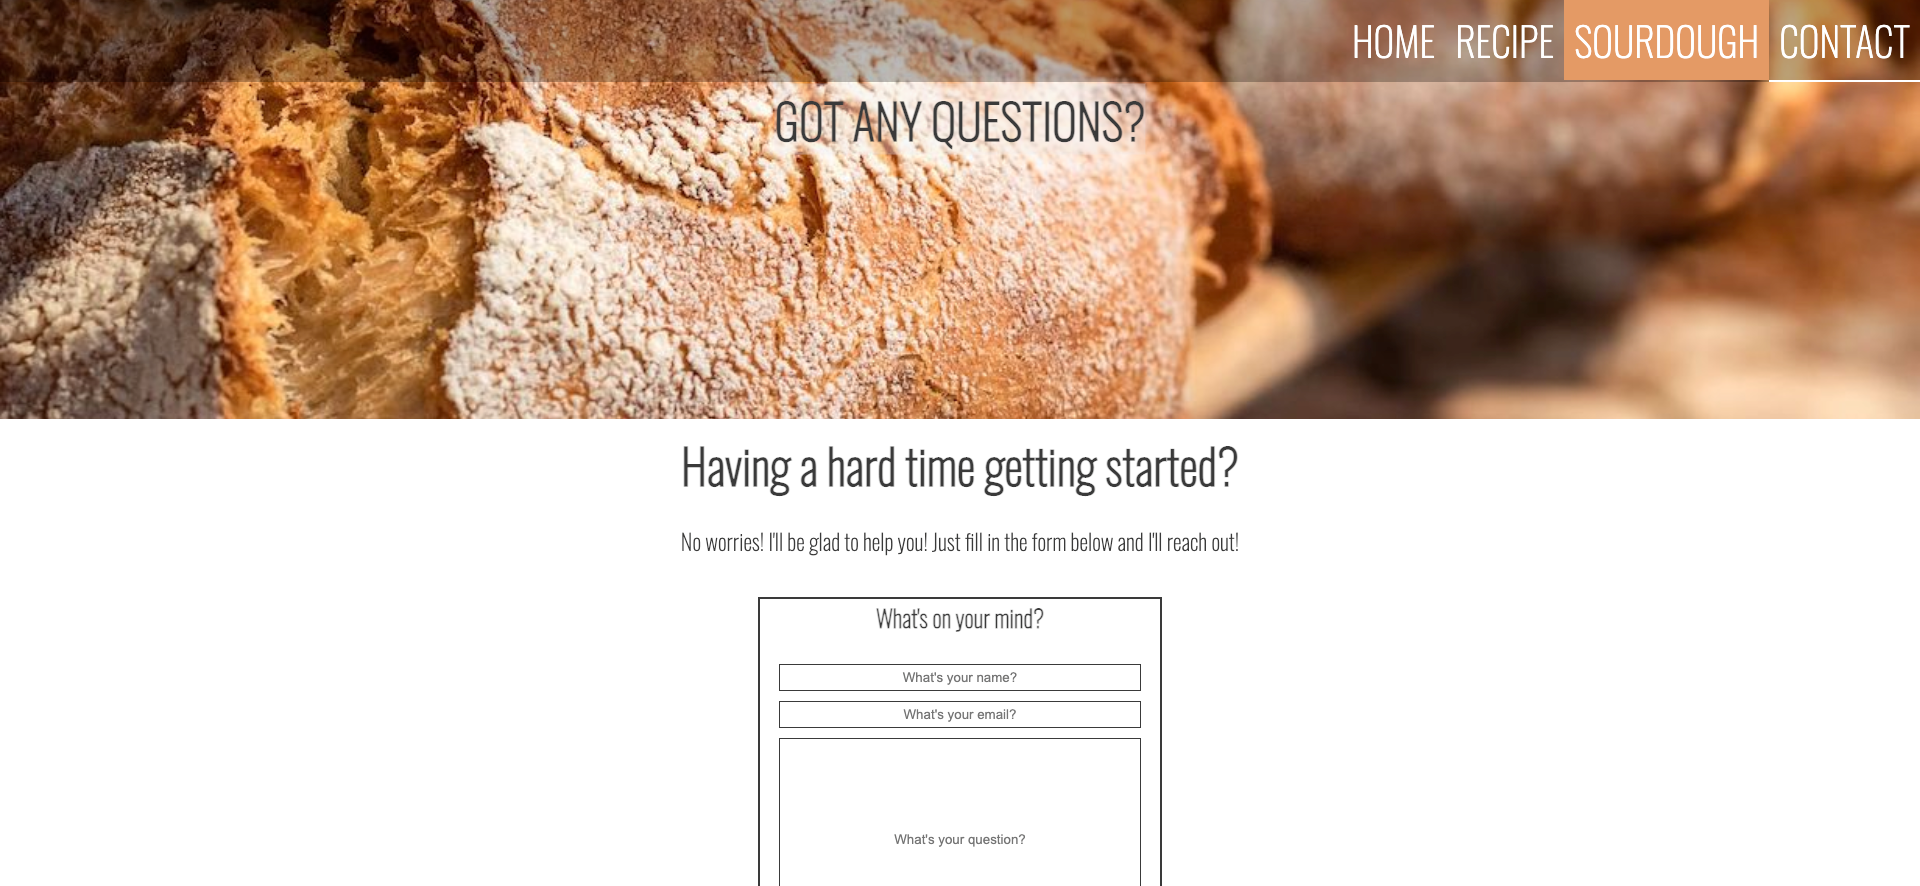 HOME RECIPE SOURDOUGH CONTACT
GOT ANY QUESTIONS?
Having a hard time getting started?
No worries! I'll be glad to help you! Just fill in the form below and I'll reach out!
What's on your mind?
What's your name?
What's your email?
What's your question?